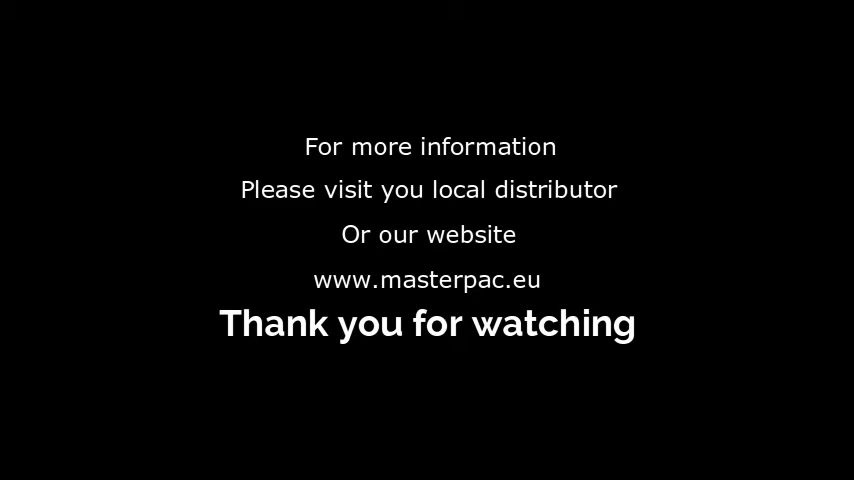 For more information
Please visit you local distributor
Or our website
www.masterpac.eu
Thank you for watching